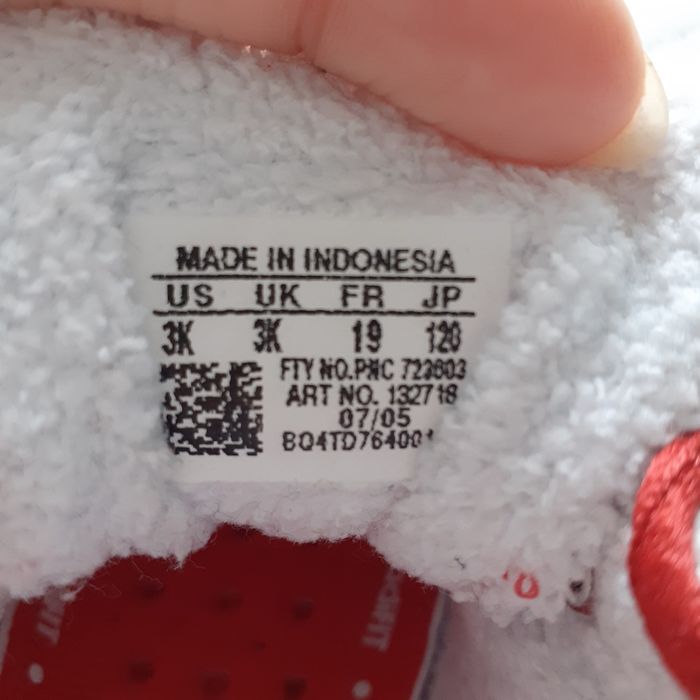 MADE IN INDONESIA
US UK FR JP
3K 3K 19 120
FTY NO.PNC 723603
ART NO. 132718
07/05
BQ4TD764001